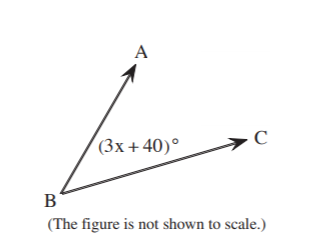 A
(3x + 40)°
C
B
(The figure is not shown to scale.)